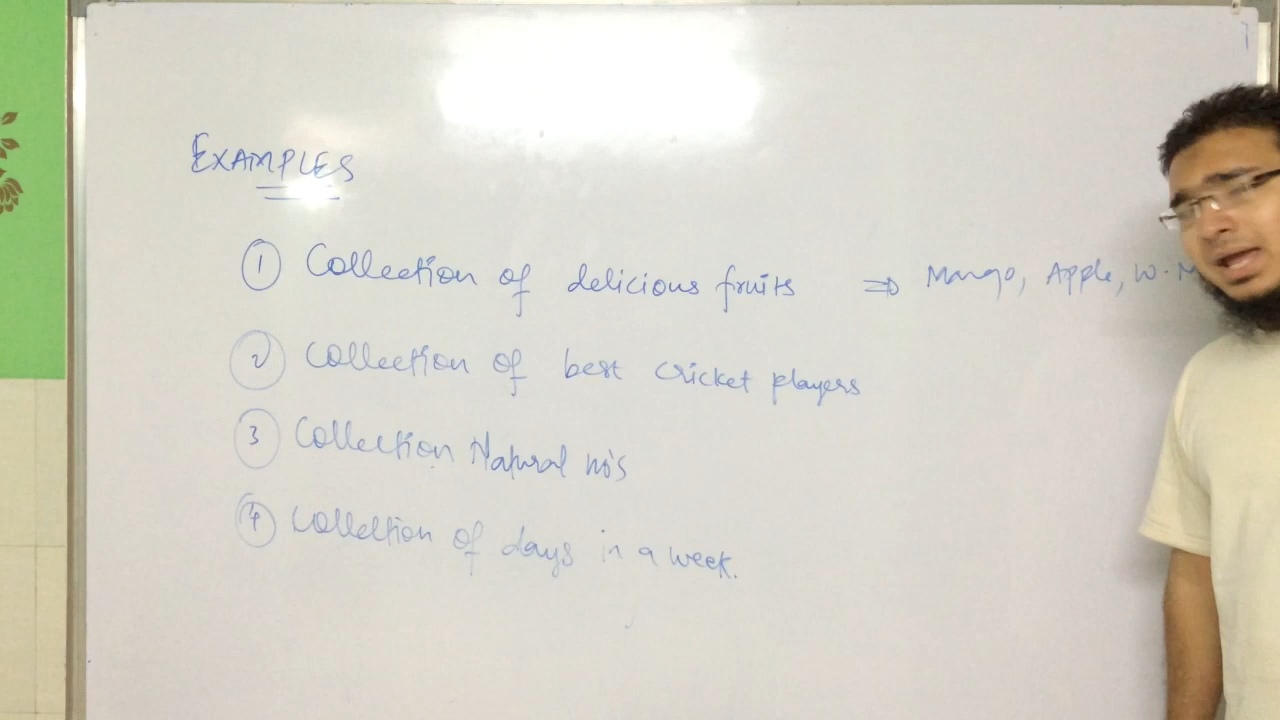 EXAMPLES
1 Collection of delicious fruits ⇒ Mango, Apple, W.M
2 Collection of best cricket players
3 Collection Natural no's
4 Collection of days in a week.